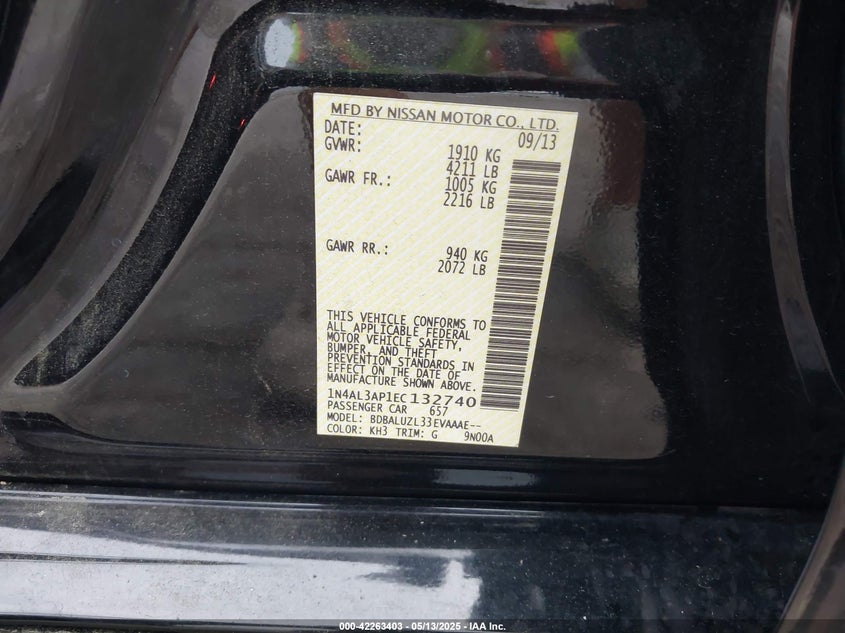 MFD BY NISSAN MOTOR CO., LTD.
DATE: 09/13
GVWR: 1910 KG
4211 LB
GAWR FR.: 1005 KG
2216 LB
GAWR RR.: 940 KG
2072 LB
THIS VEHICLE CONFORMS TO
ALL APPLICABLE FEDERAL
MOTOR VEHICLE SAFETY,
BUMPER, AND THEFT
PREVENTION STANDARDS IN
EFFECT ON THE DATE OF
MANUFACTURE SHOWN ABOVE.
1N4AL3AP1EC132740
PASSENGER CAR 657
MODEL: BDBALUZL33EVAAAE--
COLOR: KH3 TRIM: G 9N00A
000-42263403 - 05/13/2025 - IAA Inc.